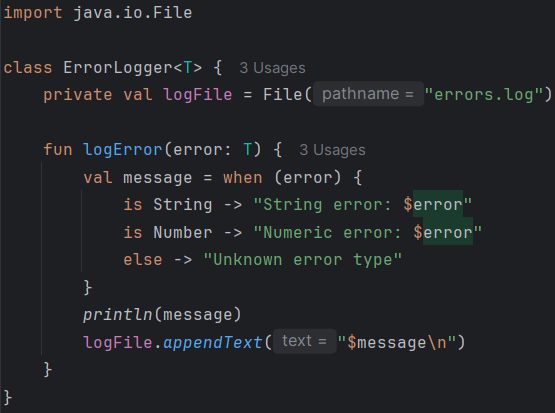 import java.io.File
class ErrorLogger<T> { 3 Usages
    private val logFile = File( pathname = "errors.log")
    fun logError(error: T) { 3 Usages
        val message = when (error) {
            is String -> "String error: $error"
            is Number -> "Numeric error: $error"
            else -> "Unknown error type"
        }
        println(message)
        logFile.appendText( text = "$message\n")
    }
}